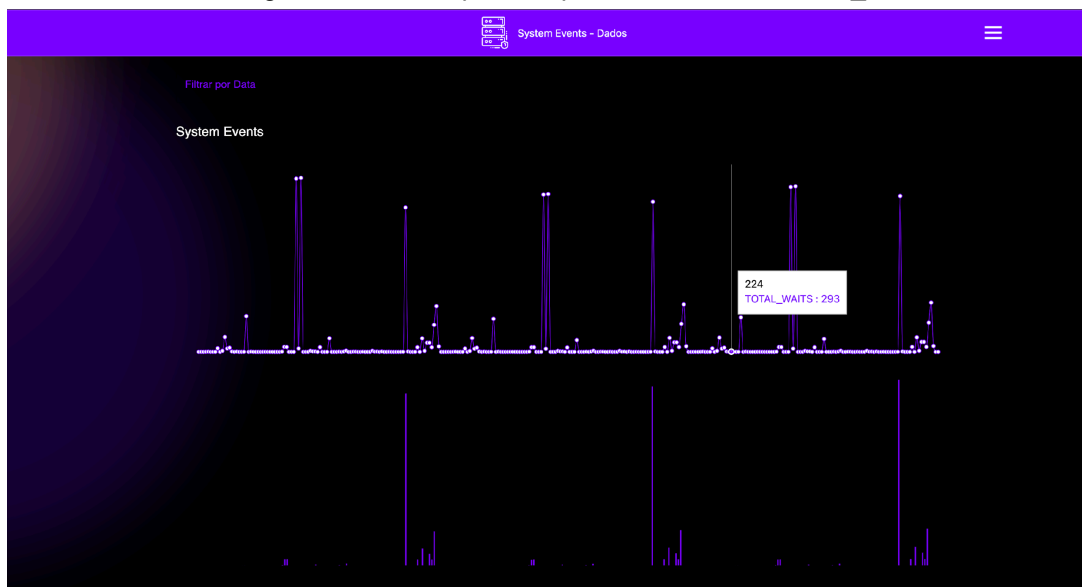 System Events - Dados
Filtrar por Data
System Events
224
TOTAL_WAITS : 293